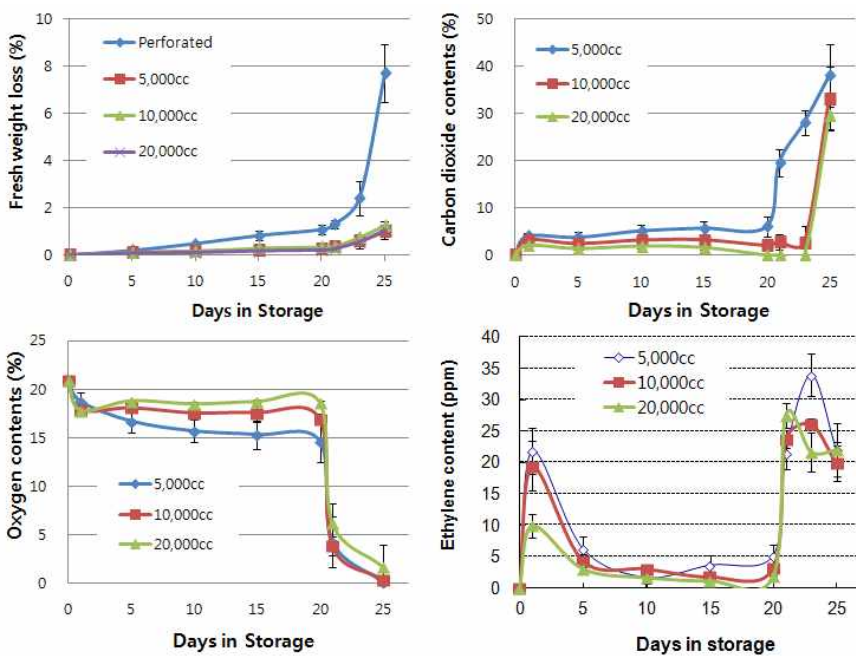 10
8
6
4
2
0
Fresh weight loss (%)
Perforated
5,000cc
10,000cc
20,000cc
0 5 10 15 20 25
Days in Storage
50
40
30
20
10
0
Carbon dioxide contents (%)
5,000cc
10,000cc
20,000cc
0 5 10 15 20 25
Days in Storage
25
20
15
10
5
0
Oxygen contents (%)
5,000cc
10,000cc
20,000cc
0 5 10 15 20 25
Days in Storage
40
35
30
25
20
15
10
5
0
Ethylene content (ppm)
5,000cc
10,000cc
20,000cc
0 5 10 15 20 25
Days in storage